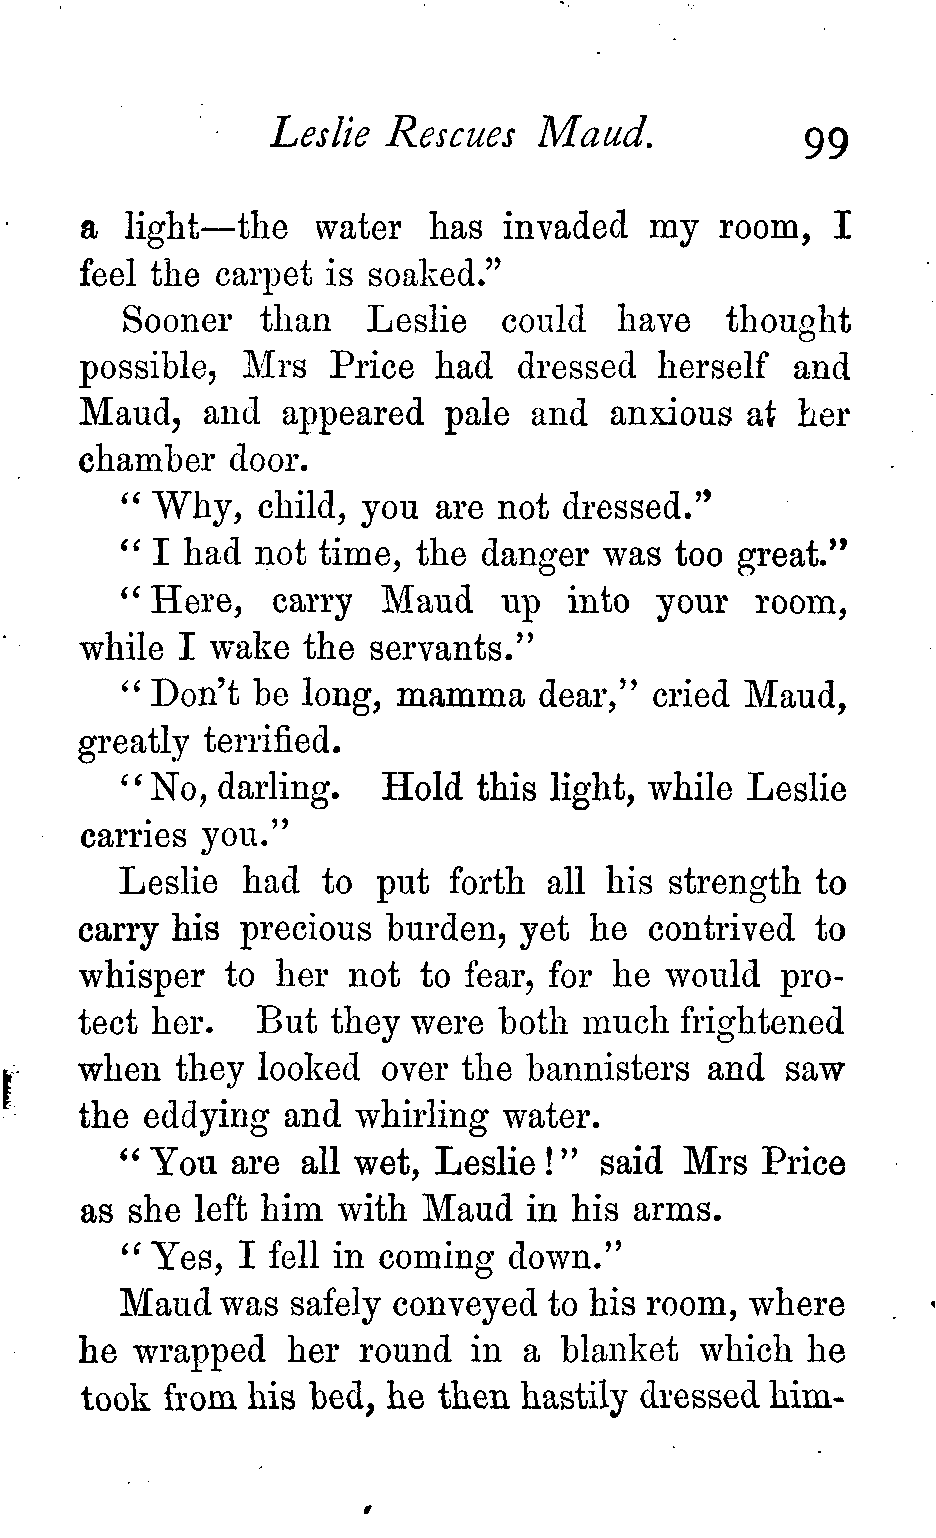 Leslie Rescues Maud. 99
a light—the water has invaded my room, I
feel the carpet is soaked."
Sooner than Leslie could have thought
possible, Mrs Price had dressed herself and
Maud, and appeared pale and anxious at her
chamber door.
"Why, child, you are not dressed."
"I had not time, the danger was too great."
"Here, carry Maud up into your room,
while I wake the servants."
"Don't be long, mamma dear," cried Maud,
greatly terrified.
"No, darling. Hold this light, while Leslie
carries you."
Leslie had to put forth all his strength to
carry his precious burden, yet he contrived to
whisper to her not to fear, for he would pro-
tect her. But they were both much frightened
when they looked over the bannisters and saw
the eddying and whirling water.
"You are all wet, Leslie!" said Mrs Price
as she left him with Maud in his arms.
"Yes, I fell in coming down."
Maud was safely conveyed to his room, where
he wrapped her round in a blanket which he
took from his bed, he then hastily dressed him-